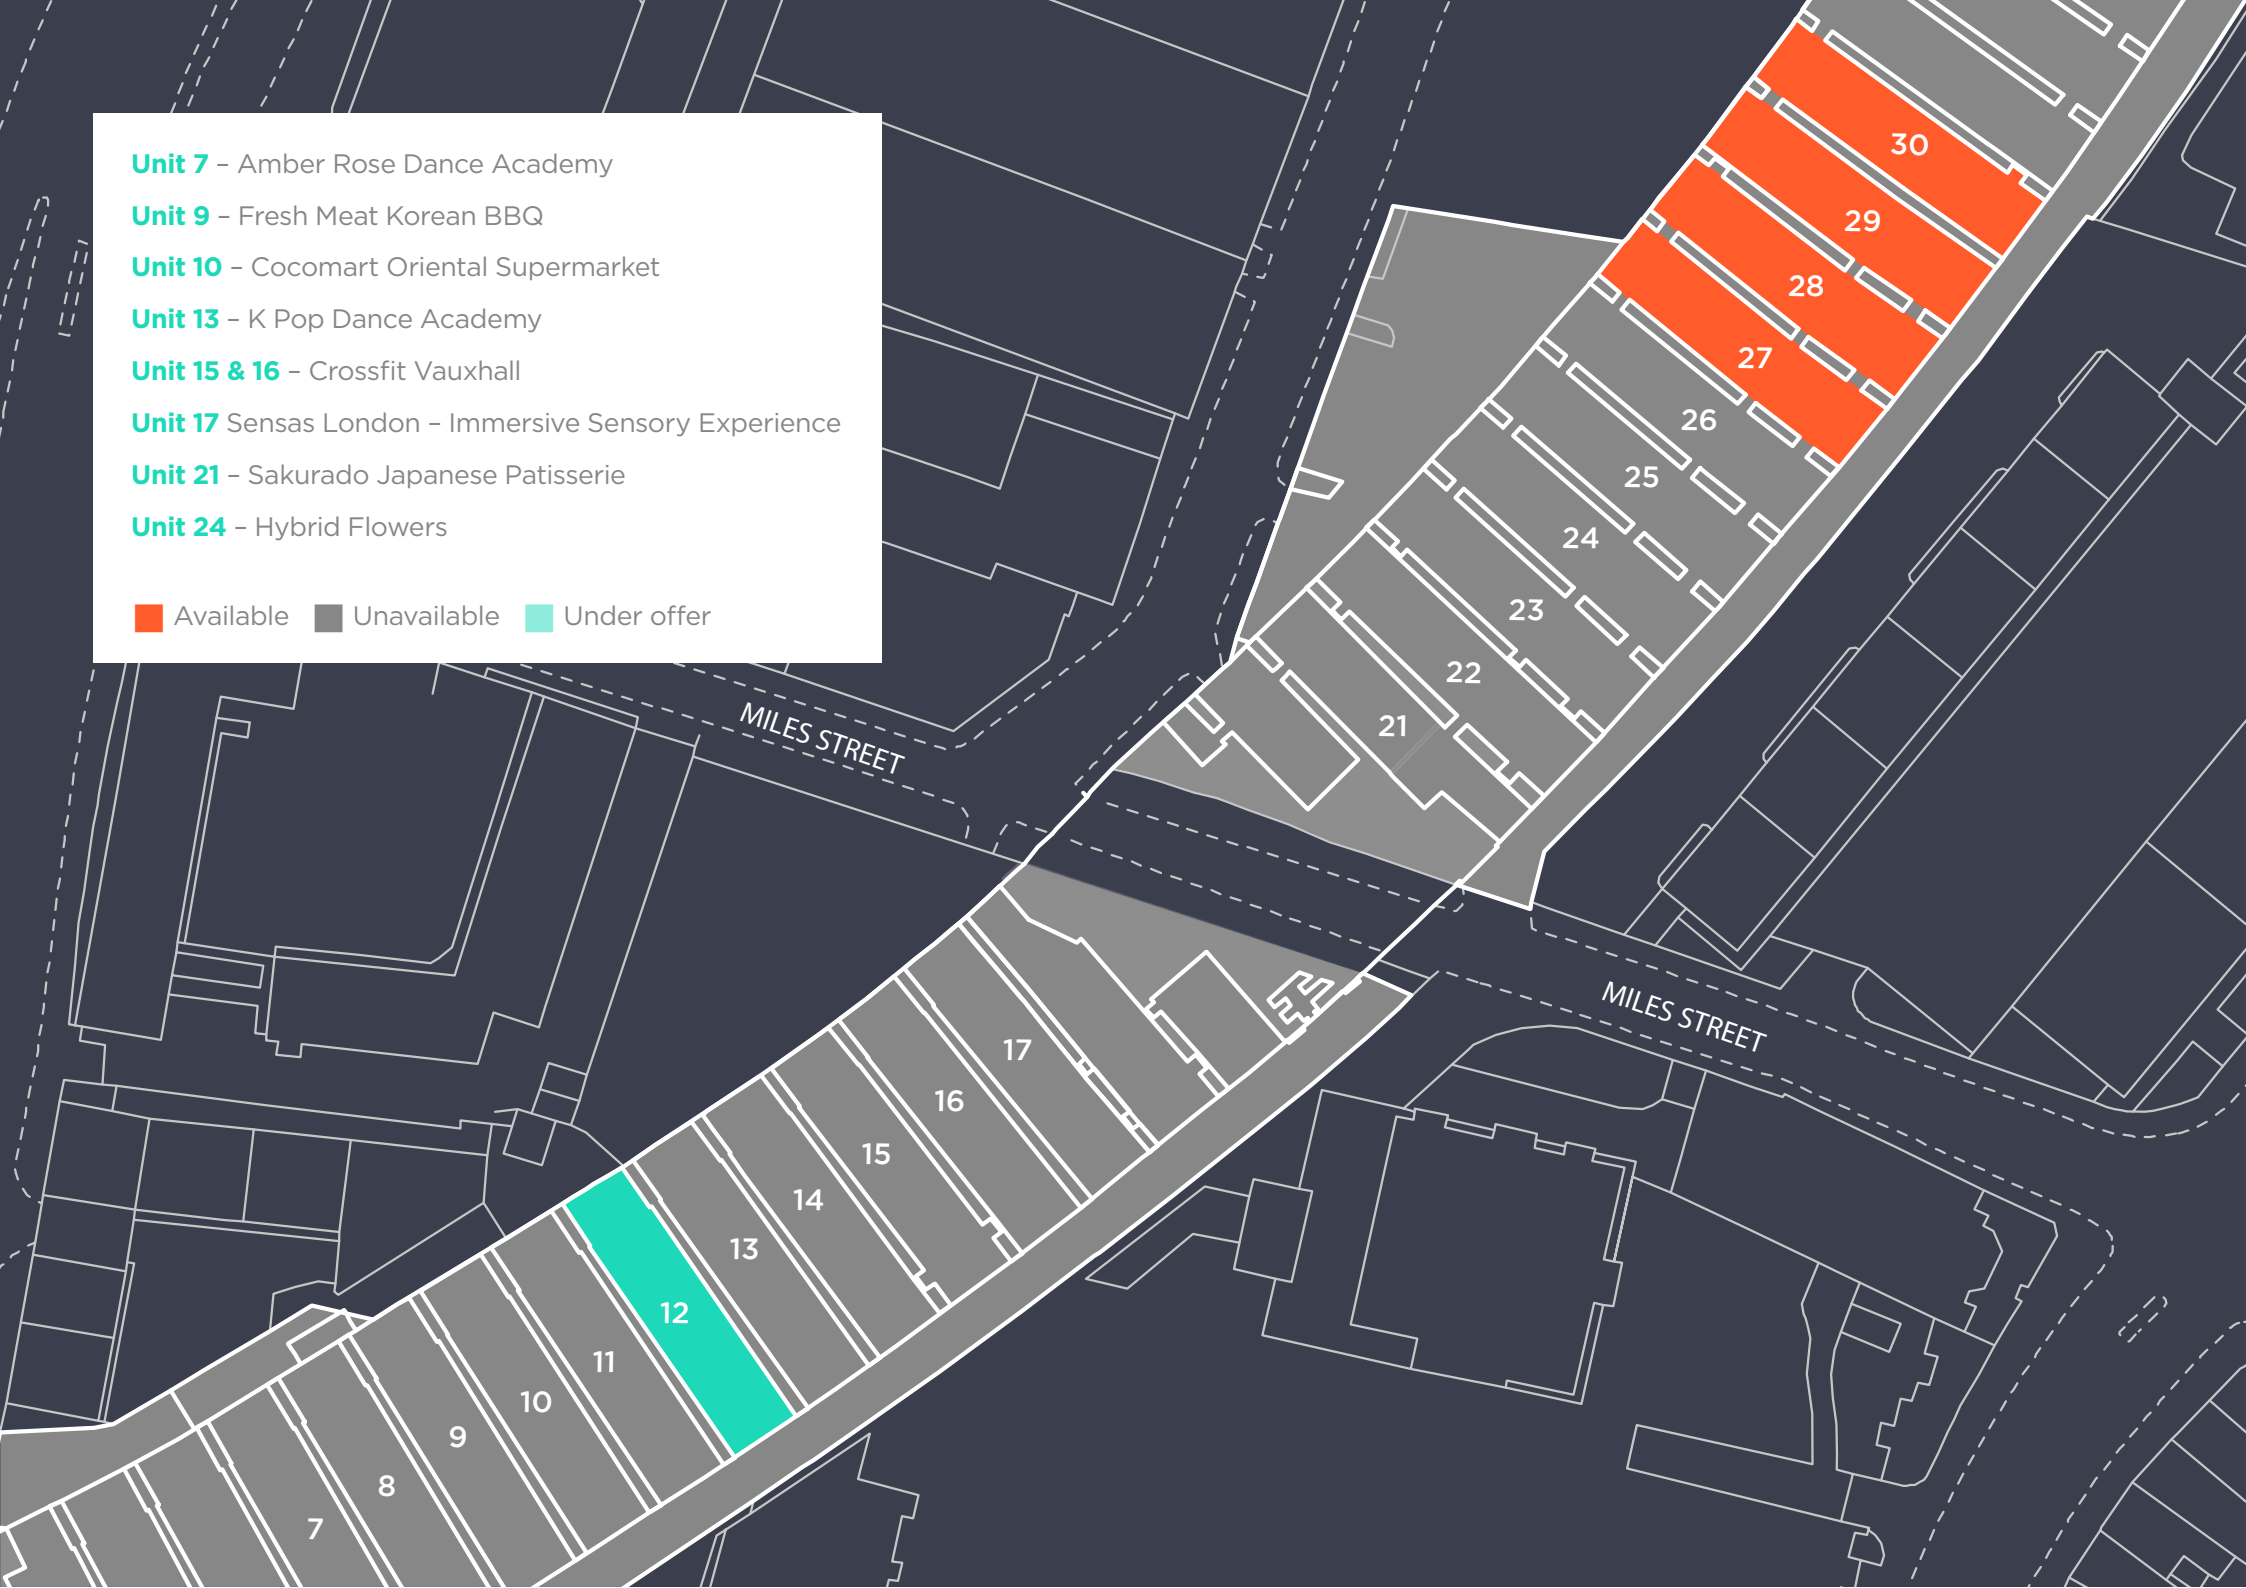 Unit 7 – Amber Rose Dance Academy
Unit 9 – Fresh Meat Korean BBQ
Unit 10 – Cocomart Oriental Supermarket
Unit 13 – K Pop Dance Academy
Unit 15 & 16 – Crossfit Vauxhall
Unit 17 Sensas London – Immersive Sensory Experience
Unit 21 – Sakurado Japanese Patisserie
Unit 24 – Hybrid Flowers
Available
Unavailable
Under offer
30
29
28
27
26
25
24
23
22
21
MILES STREET
MILES STREET
17
16
15
14
13
12
11
10
9
8
7